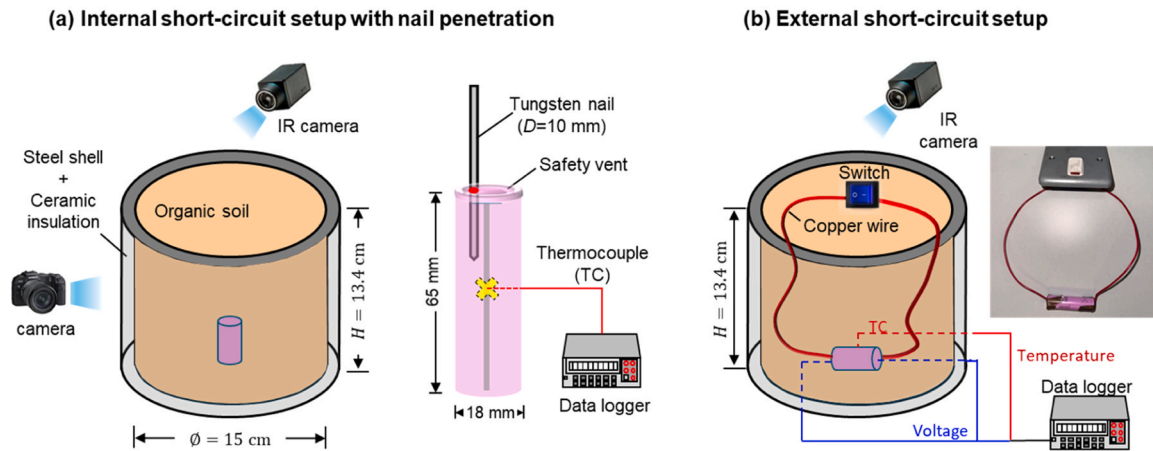 (a) Internal short-circuit setup with nail penetration
IR camera
Steel shell
+
Ceramic
insulation
Organic soil
H = 13.4 cm
camera
Ø = 15 cm
Tungsten nail
(D=10 mm)
Safety vent
Thermocouple
(TC)
65 mm
18 mm
Data logger
(b) External short-circuit setup
IR
camera
Switch
Copper wire
H = 13.4 cm
TC
Temperature
Data logger
Voltage